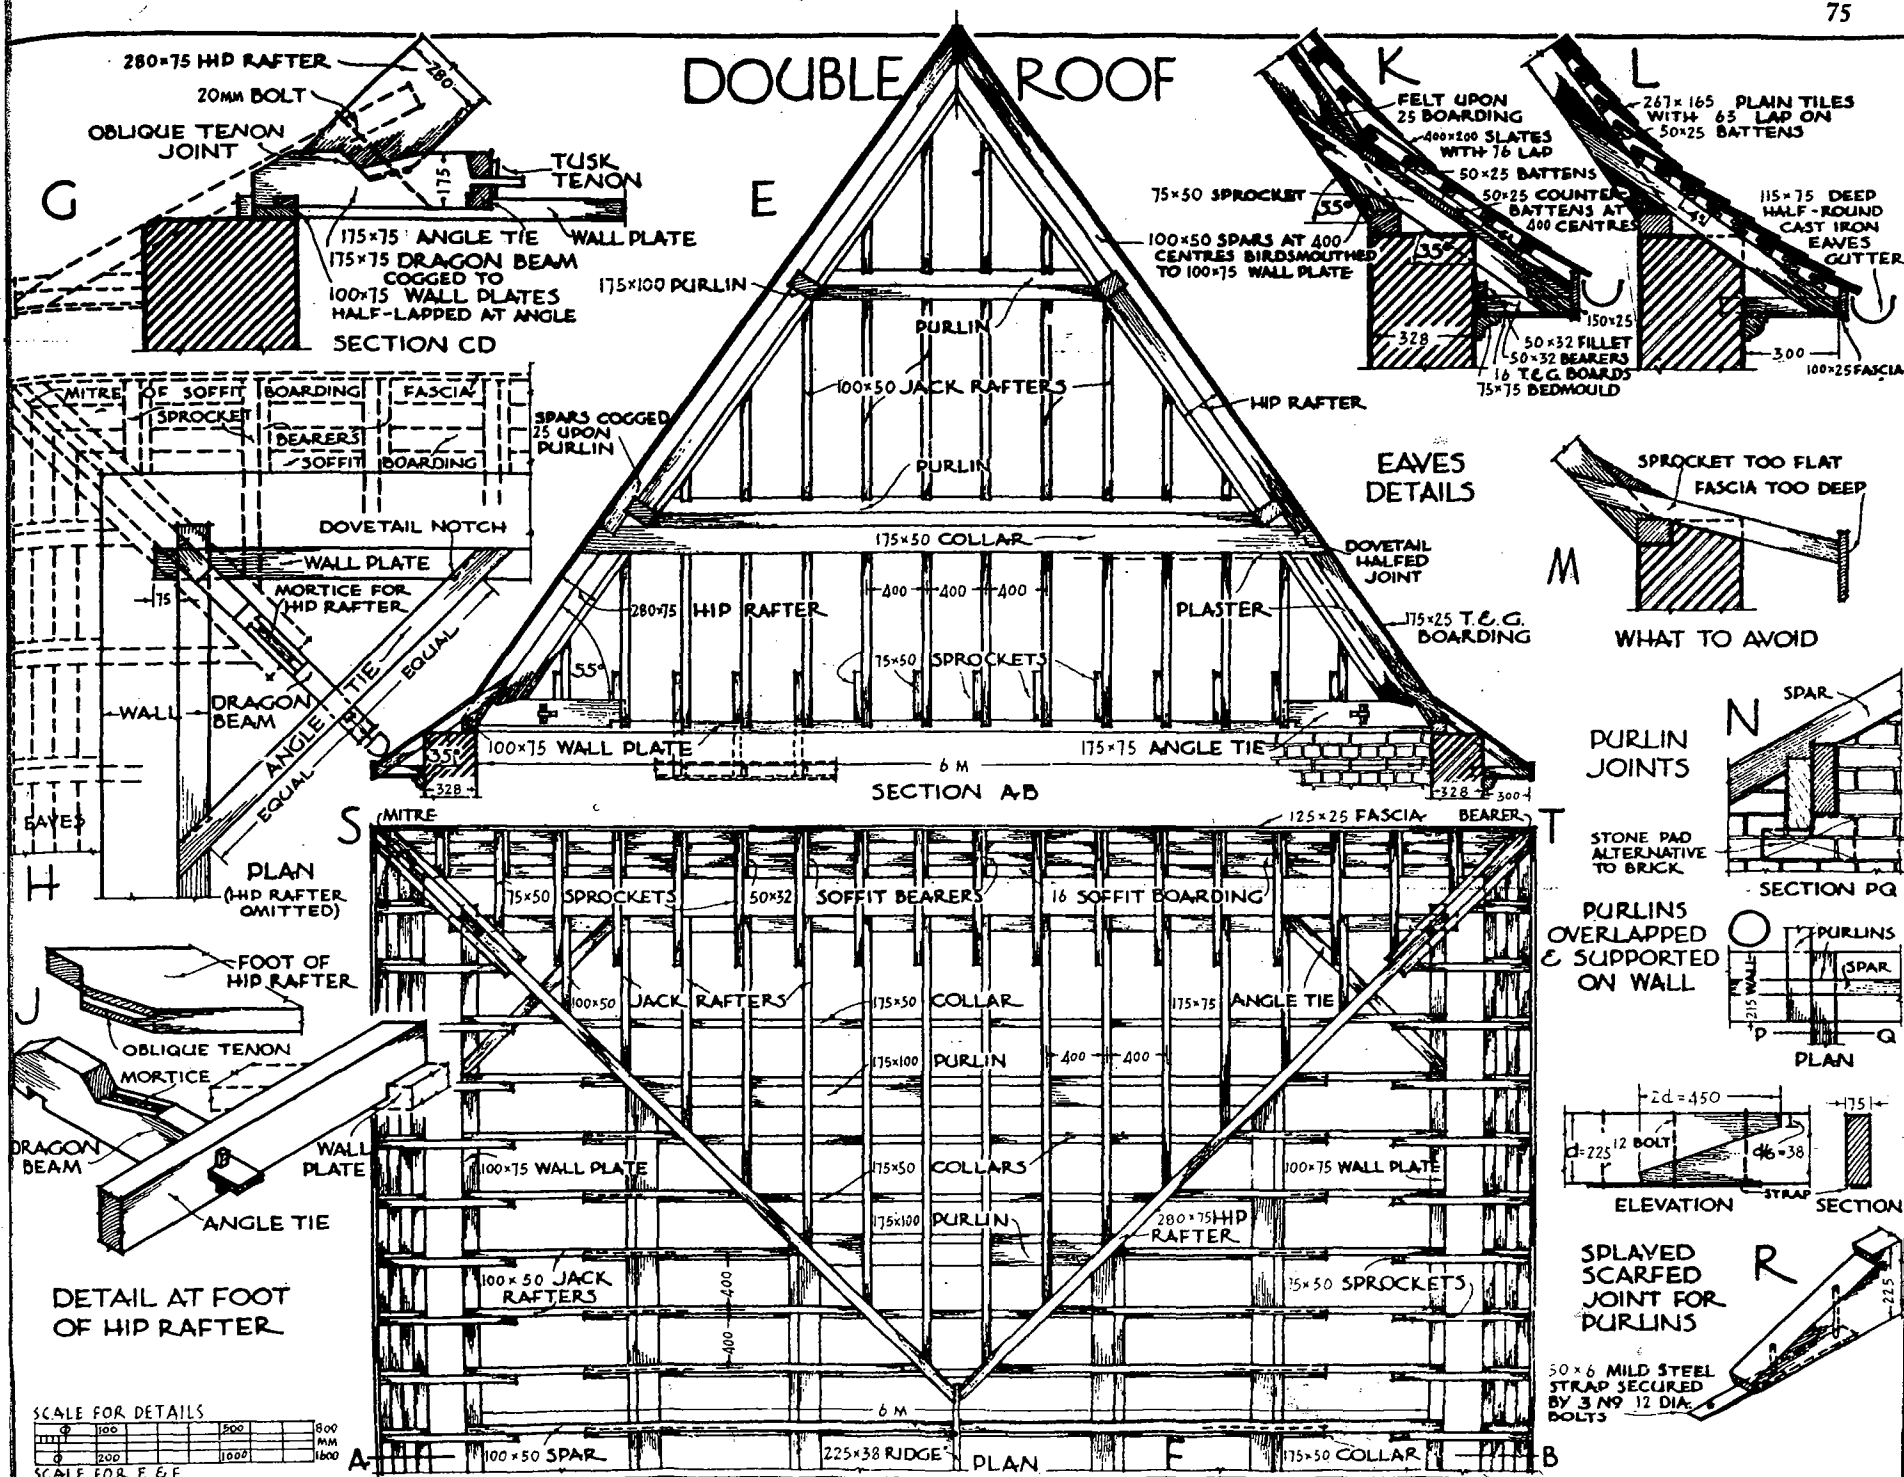 75
DOUBLE ROOF
280×75 HIP RAFTER
280
20MM BOLT
OBLIQUE TENON
JOINT
175
TUSK
TENON
G
175×75 ANGLE TIE
WALL PLATE
175×75 DRAGON BEAM
COGGED TO
100×75 WALL PLATES
HALF-LAPPED AT ANGLE
SECTION CD
E
175×100 PURLIN
100×50 SPARS AT 400
CENTRES BIRDSMOUTHED
TO 100×75 WALL PLATE
PURLIN
100×50 JACK RAFTERS
HIP RAFTER
SPARS COGGED
25 UPON
PURLIN
PURLIN
175×50 COLLAR
DOVETAIL
HALFED
JOINT
400
400
400
280×75 HIP RAFTER
PLASTER
175×25 T.&G.
BOARDING
55°
75×50 SPROCKETS
100×75 WALL PLATE
175×75 ANGLE TIE
35°
328
6 M
328
300
SECTION AB
K
FELT UPON
25 BOARDING
400×200 SLATES
WITH 76 LAP
50×25 BATTENS
75×50 SPROCKET
55°
50×25 COUNTER-
BATTENS AT
400 CENTRES
35°
328
150×25
50×32 FILLET
50×32 BEARERS
16 T.&G. BOARDS
75×75 BEDMOULD
L
267×165 PLAIN TILES
WITH 65 LAP ON
50×25 BATTENS
115×75 DEEP
HALF-ROUND
CAST IRON
EAVES
GUTTER
300
100×25 FASCIA
EAVES
DETAILS
SPROCKET TOO FLAT
FASCIA TOO DEEP
M
WHAT TO AVOID
MITRE OF SOFFIT BOARDING
FASCIA
SPROCKET
BEARERS
SOFFIT BOARDING
DOVETAIL NOTCH
WALL PLATE
75
MORTICE FOR
HIP RAFTER
ANGLE TIE
EQUAL
EQUAL
WALL
DRAGON
BEAM
D
EAVES
H
PLAN
(HIP RAFTER
OMITTED)
N
SPAR
PURLIN
JOINTS
STONE PAD
ALTERNATIVE
TO BRICK
SECTION PQ
PURLINS
OVERLAPPED
& SUPPORTED
ON WALL
O
PURLINS
SPAR
215 WALL
P
Q
PLAN
S
MITRE
125×25 FASCIA
BEARER
T
75×50 SPROCKETS
50×32 SOFFIT BEARERS
16 SOFFIT BOARDING
100×50 JACK RAFTERS
175×50 COLLAR
175×75 ANGLE TIE
175×100 PURLIN
400
400
100×75 WALL PLATE
175×50 COLLARS
100×75 WALL PLATE
175×100 PURLIN
280×75 HIP
RAFTER
100×50 JACK
RAFTERS
400
400
75×50 SPROCKETS
6 M
A
100×50 SPAR
225×38 RIDGE
PLAN
F
175×50 COLLAR
B
J
FOOT OF
HIP RAFTER
OBLIQUE TENON
MORTICE
DRAGON
BEAM
WALL
PLATE
ANGLE TIE
DETAIL AT FOOT
OF HIP RAFTER
SCALE FOR DETAILS
0
100
500
800
MM
0
200
1000
1600
SCALE FOR E & F
2d=450
75
d=225
12 BOLT
d/6=38
STRAP
ELEVATION
SECTION
SPLAYED
SCARFED
JOINT FOR
PURLINS
R
225
50×6 MILD STEEL
STRAP SECURED
BY 3 Nº 12 DIA.
BOLTS